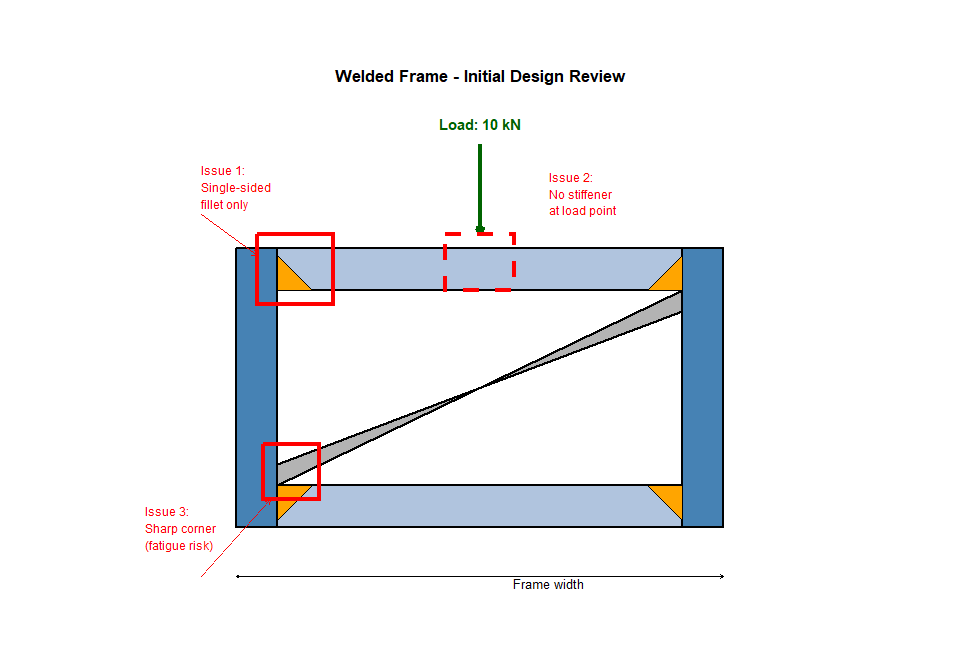 Welded Frame - Initial Design Review
Load: 10 kN
Issue 1:
Single-sided
fillet only
Issue 2:
No stiffener
at load point
Issue 3:
Sharp corner
(fatigue risk)
Frame width